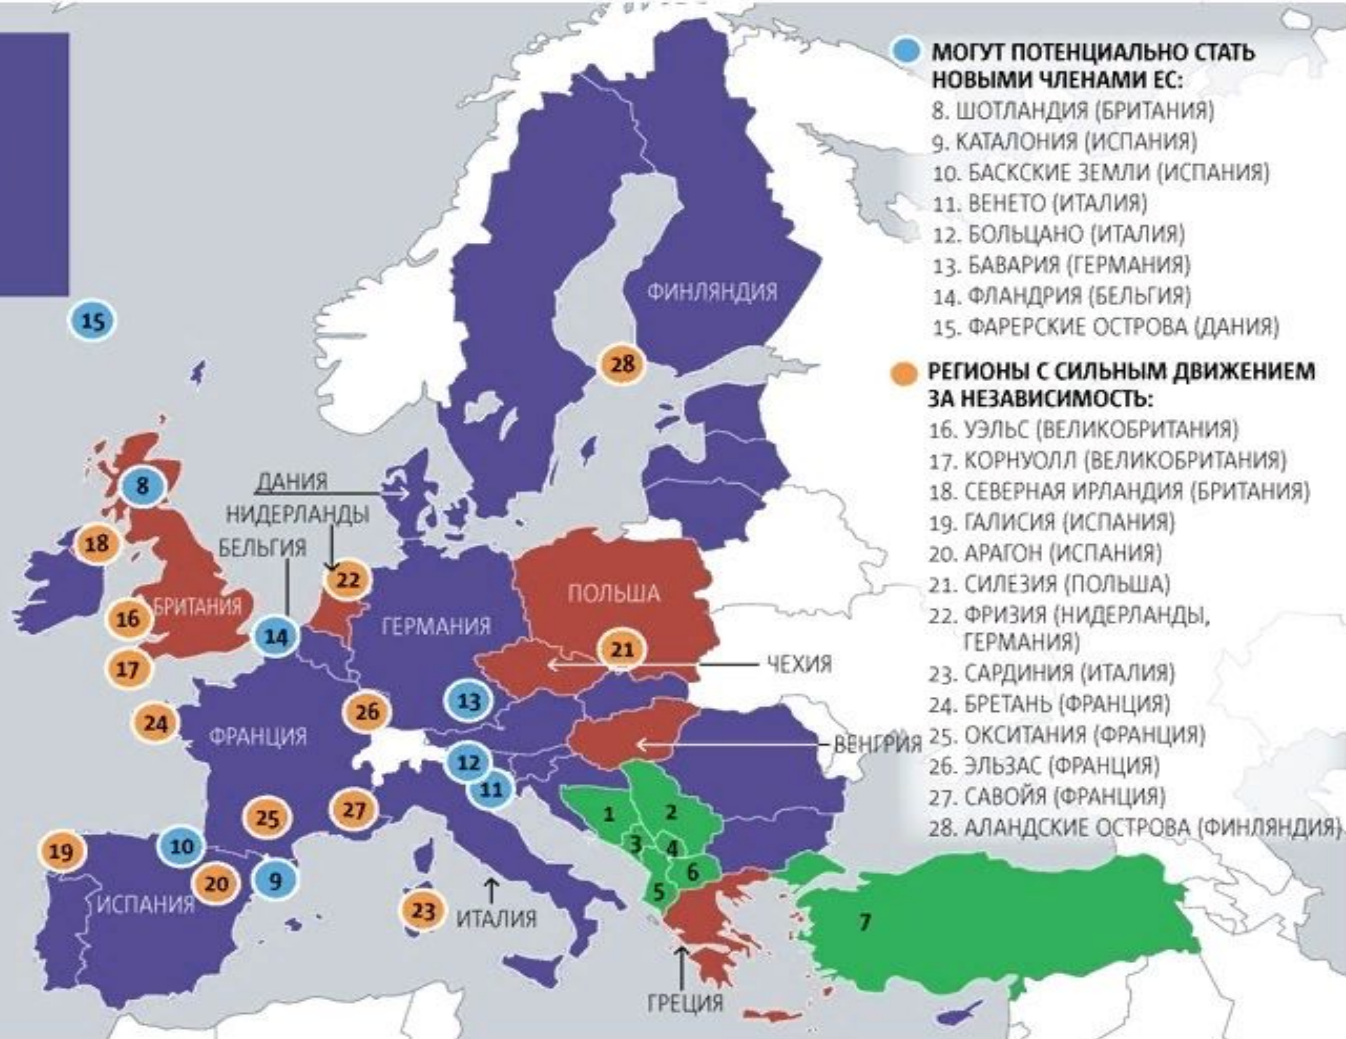 МОГУТ ПОТЕНЦИАЛЬНО СТАТЬ
НОВЫМИ ЧЛЕНАМИ ЕС:
8. ШОТЛАНДИЯ (БРИТАНИЯ)
9. КАТАЛОНИЯ (ИСПАНИЯ)
10. БАСКСКИЕ ЗЕМЛИ (ИСПАНИЯ)
11. ВЕНЕТО (ИТАЛИЯ)
12. БОЛЬЦАНО (ИТАЛИЯ)
13. БАВАРИЯ (ГЕРМАНИЯ)
14. ФЛАНДРИЯ (БЕЛЬГИЯ)
15. ФАРЕРСКИЕ ОСТРОВА (ДАНИЯ)
РЕГИОНЫ С СИЛЬНЫМ ДВИЖЕНИЕМ
ЗА НЕЗАВИСИМОСТЬ:
16. УЭЛЬС (ВЕЛИКОБРИТАНИЯ)
17. КОРНУОЛЛ (ВЕЛИКОБРИТАНИЯ)
18. СЕВЕРНАЯ ИРЛАНДИЯ (БРИТАНИЯ)
19. ГАЛИСИЯ (ИСПАНИЯ)
20. АРАГОН (ИСПАНИЯ)
21. СИЛЕЗИЯ (ПОЛЬША)
22. ФРИЗИЯ (НИДЕРЛАНДЫ,
ГЕРМАНИЯ)
23. САРДИНИЯ (ИТАЛИЯ)
24. БРЕТАНЬ (ФРАНЦИЯ)
25. ОКСИТАНИЯ (ФРАНЦИЯ)
26. ЭЛЬЗАС (ФРАНЦИЯ)
27. САВОЙЯ (ФРАНЦИЯ)
28. АЛАНДСКИЕ ОСТРОВА (ФИНЛЯНДИЯ)
ФИНЛЯНДИЯ
15
28
ДАНИЯ
8
НИДЕРЛАНДЫ
18
БЕЛЬГИЯ
22
ПОЛЬША
БРИТАНИЯ
16
ГЕРМАНИЯ
14
21
17
ЧЕХИЯ
13
26
24
ФРАНЦИЯ
ВЕНГРИЯ
12
11
27
1
2
25
10
19
3
4
6
9
20
5
ИСПАНИЯ
23
ИТАЛИЯ
7
ГРЕЦИЯ